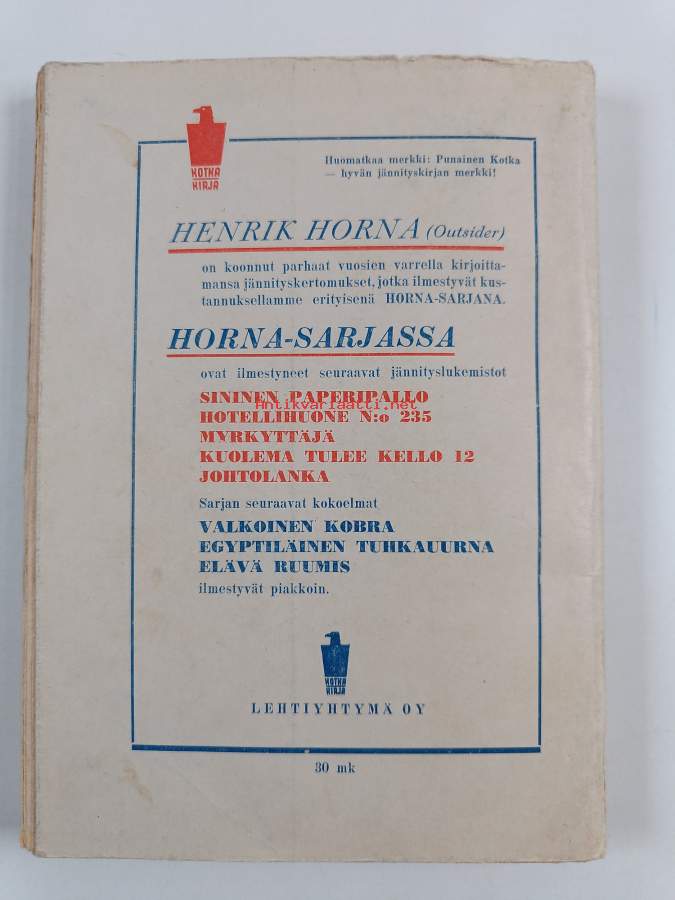 KOTKA
KIRJA
Huomatkaa merkki: Punainen Kotka
— hyvän jännityskirjan merkki!
HENRIK HORNA (Outsider)
on koonnut parhaat vuosien varrella kirjoitta-
mansa jännityskertomukset, jotka ilmestyvät kus-
tannuksellamme erityisenä HORNA-SARJANA.
HORNA-SARJASSA
ovat ilmestyneet seuraavat jännityslukemistot
SININEN PAPERIPALLO
Antikvariaatti.net
HOTELLIHUONE N:o 235
MYRKYTTÄJÄ
KUOLEMA TULEE KELLO 12
JOHTOLANKA
Sarjan seuraavat kokoelmat
VALKOINEN KOBRA
EGYPTILÄINEN TUHKAUURNA
ELÄVÄ RUUMIS
ilmestyvät piakkoin.
KOTKA
KIRJA
LEHTIYHTYMÄ OY
30 mk